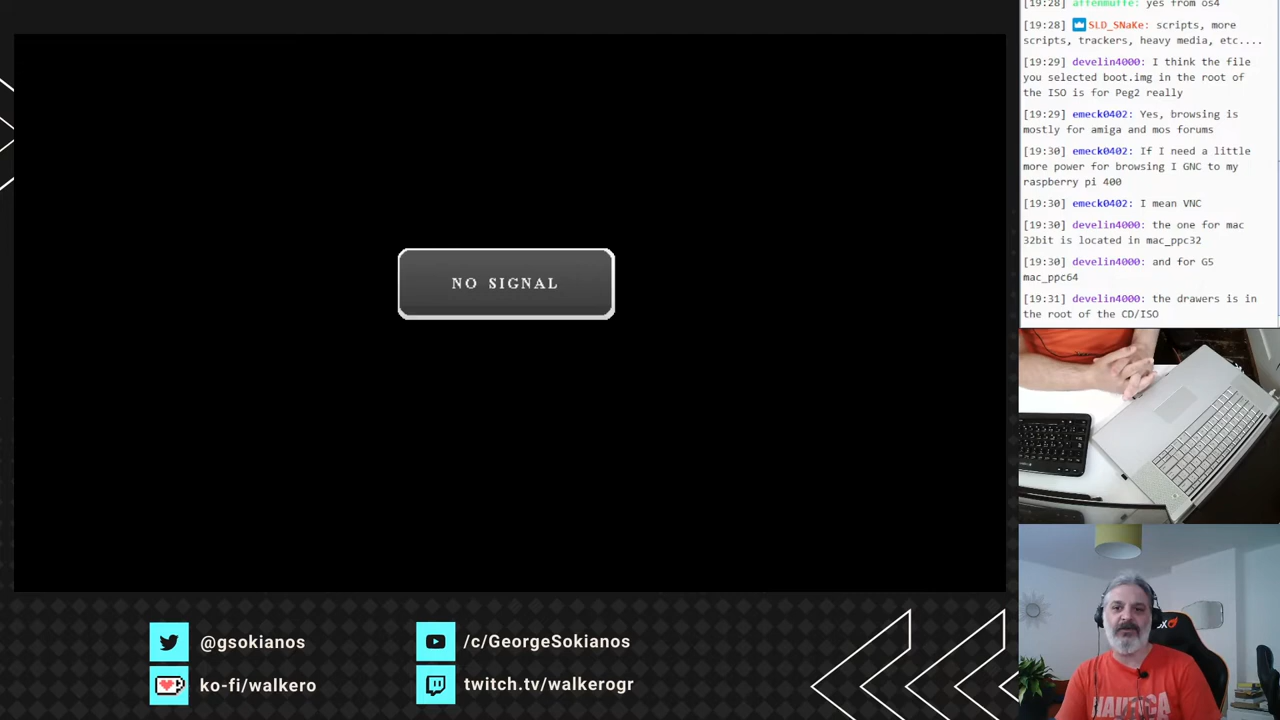 [19:28] affenmuffe: yes from os4
[19:28] SLD_SNaKe: scripts, more
scripts, trackers, heavy media, etc....
[19:29] develin4000: I think the file
you selected boot.img in the root of
the ISO is for Peg2 really
[19:29] emeck0402: Yes, browsing is
mostly for amiga and mos forums
[19:30] emeck0402: If I need a little
more power for browsing I GNC to my
raspberry pi 400
[19:30] emeck0402: I mean VNC
[19:30] develin4000: the one for mac
32bit is located in mac_ppc32
[19:30] develin4000: and for G5
mac_ppc64
[19:31] develin4000: the drawers is in
the root of the CD/ISO
NO SIGNAL
@gsokianos
/c/GeorgeSokianos
ko-fi/walkero
twitch.tv/walkerogr
NAUTICA